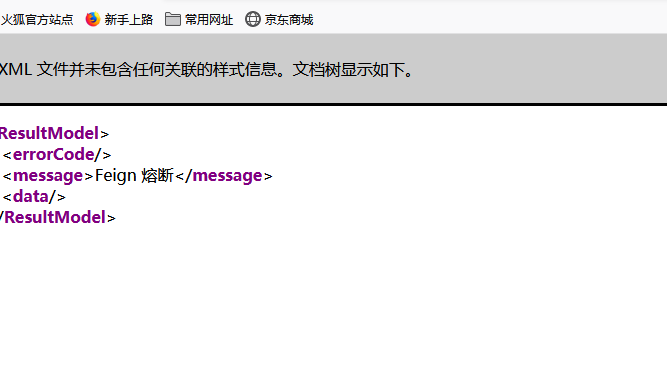 火狐官方站点 新手上路 常用网址 京东商城
XML 文件并未包含任何关联的样式信息。文档树显示如下。
ResultModel>
<errorCode/>
<message>Feign 熔断</message>
<data/>
/ResultModel>